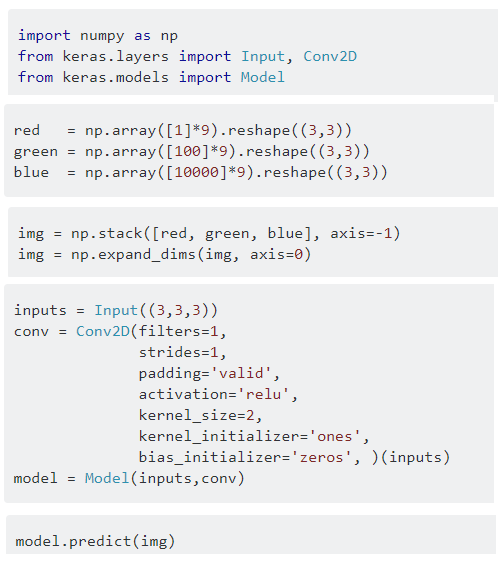 import numpy as np
from keras.layers import Input, Conv2D
from keras.models import Model
red   = np.array([1]*9).reshape((3,3))
green = np.array([100]*9).reshape((3,3))
blue  = np.array([10000]*9).reshape((3,3))
img = np.stack([red, green, blue], axis=-1)
img = np.expand_dims(img, axis=0)
inputs = Input((3,3,3))
conv = Conv2D(filters=1,
              strides=1,
              padding='valid',
              activation='relu',
              kernel_size=2,
              kernel_initializer='ones',
              bias_initializer='zeros', )(inputs)
model = Model(inputs,conv)
model.predict(img)